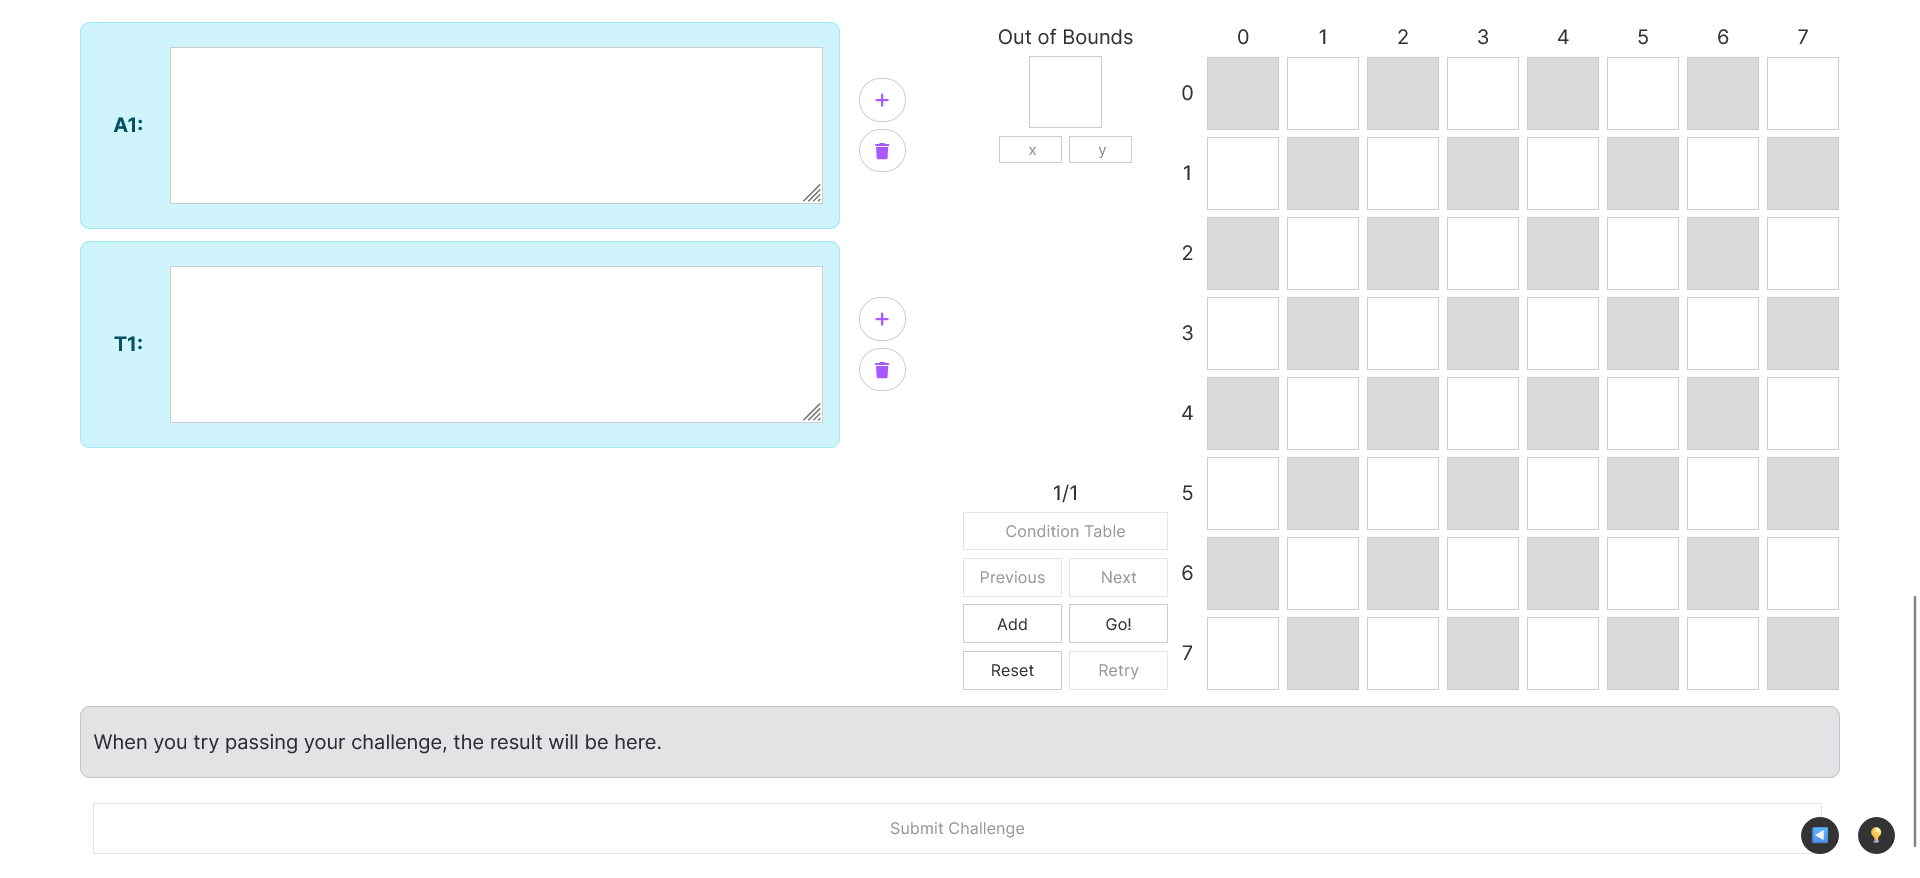 A1:
T1:
Out of Bounds
x y
0 1 2 3 4 5 6 7
0
1
2
3
4
5
6
7
1/1
Condition Table
Previous Next
Add Go!
Reset Retry
When you try passing your challenge, the result will be here.
Submit Challenge